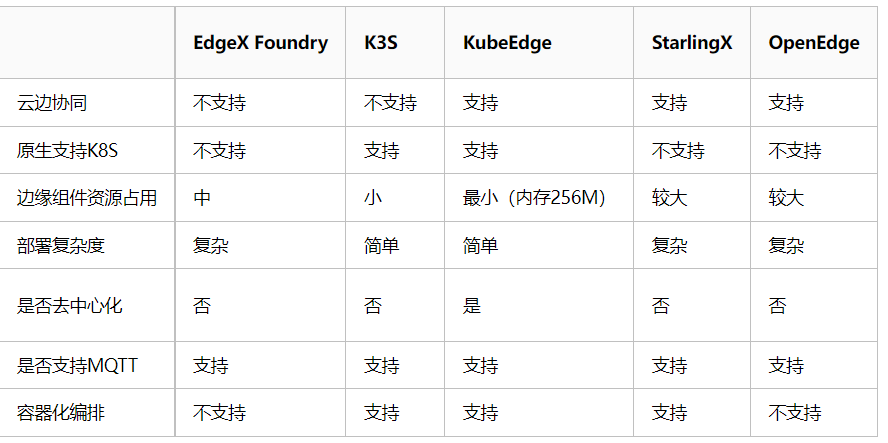 EdgeX Foundry K3S KubeEdge StarlingX OpenEdge
云边协同 不支持 不支持 支持 支持 支持
原生支持K8S 不支持 支持 支持 不支持 不支持
边缘组件资源占用 中 小 最小（内存256M） 较大 较大
部署复杂度 复杂 简单 简单 复杂 复杂
是否去中心化 否 否 是 否 否
是否支持MQTT 支持 支持 支持 支持 支持
容器化编排 不支持 支持 支持 支持 不支持